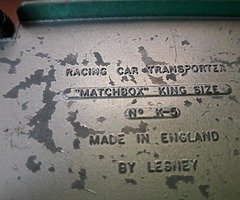 RACING CAR TRANSPORTER
"MATCHBOX" KING SIZE
No K-5
MADE IN ENGLAND
BY LESNEY